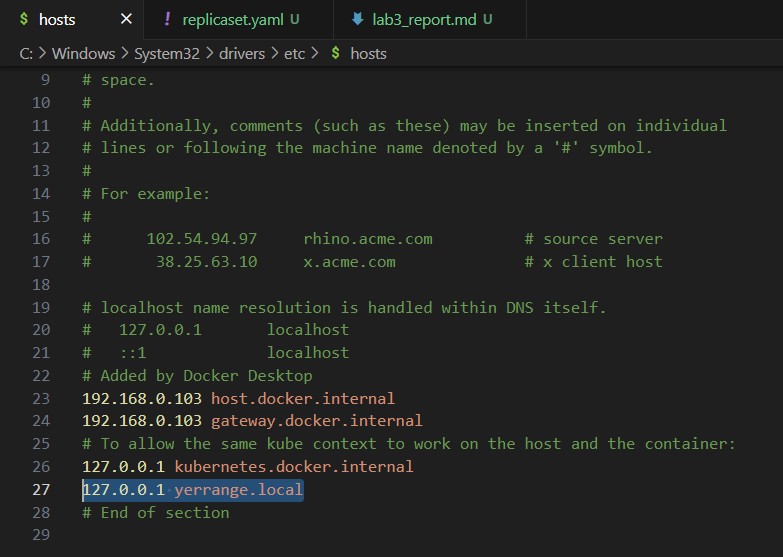 $ hosts × ! replicaset.yaml U lab3_report.md U
C: > Windows > System32 > drivers > etc > $ hosts
9 # space.
10 #
11 # Additionally, comments (such as these) may be inserted on individual
12 # lines or following the machine name denoted by a '#' symbol.
13 #
14 # For example:
15 #
16 #      102.54.94.97     rhino.acme.com          # source server
17 #       38.25.63.10     x.acme.com              # x client host
18
19 # localhost name resolution is handled within DNS itself.
20 #   127.0.0.1       localhost
21 #   ::1             localhost
22 # Added by Docker Desktop
23 192.168.0.103 host.docker.internal
24 192.168.0.103 gateway.docker.internal
25 # To allow the same kube context to work on the host and the container:
26 127.0.0.1 kubernetes.docker.internal
27 127.0.0.1 yerrange.local
28 # End of section
29